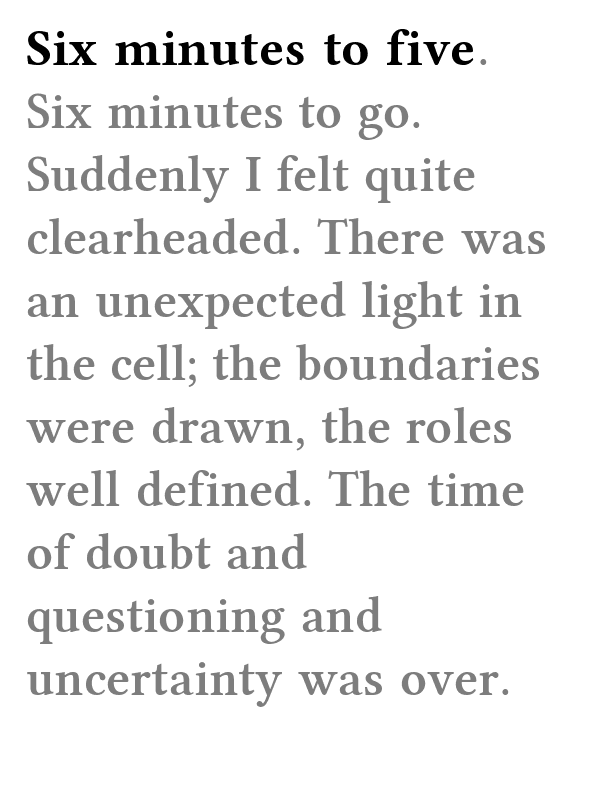 Six minutes to five.
Six minutes to go.
Suddenly I felt quite
clearheaded. There was
an unexpected light in
the cell; the boundaries
were drawn, the roles
well defined. The time
of doubt and
questioning and
uncertainty was over.